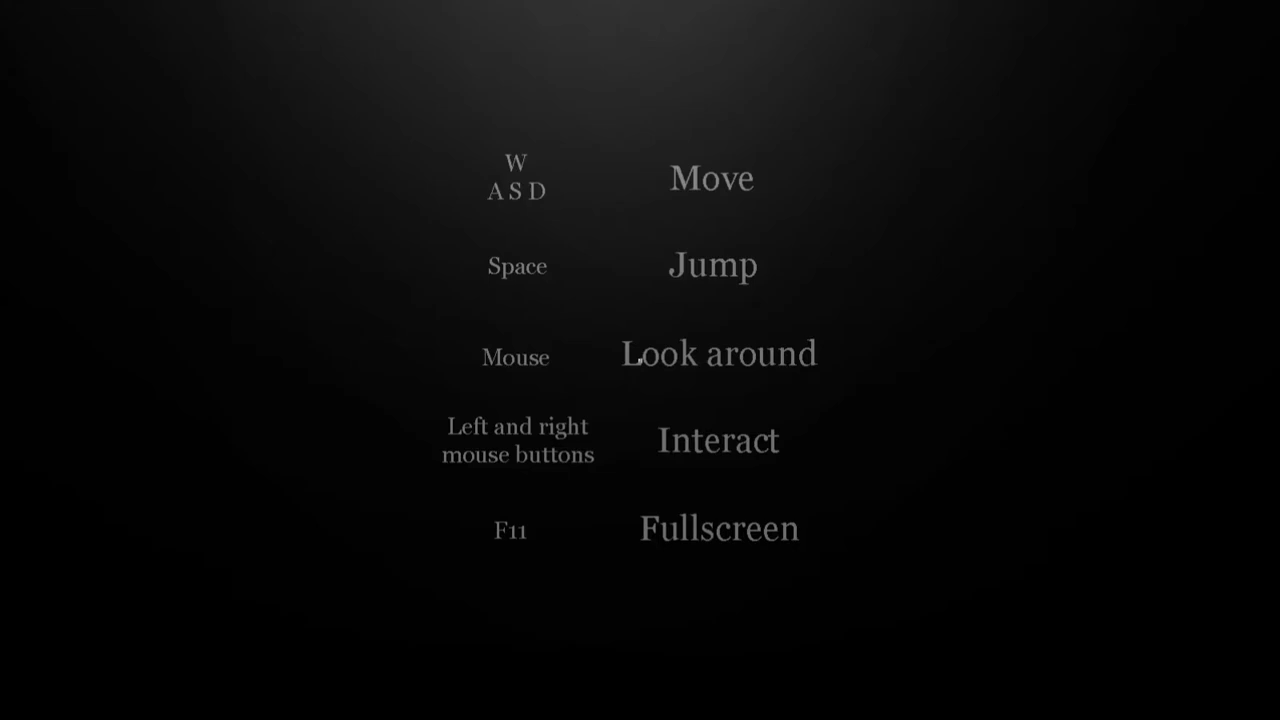 W
A S D
Move
Space
Jump
Mouse
Look around
Left and right
mouse buttons
Interact
F11
Fullscreen